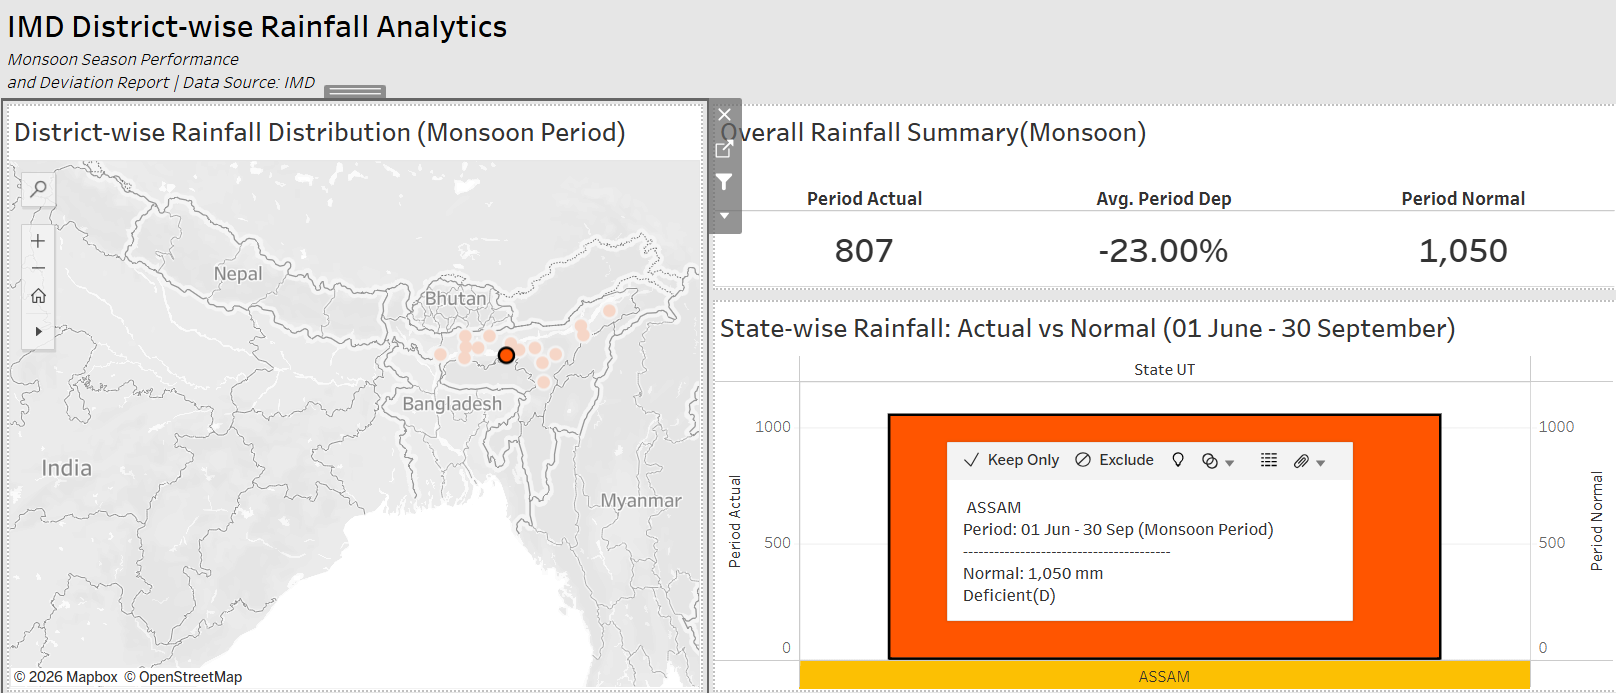 IMD District-wise Rainfall Analytics
Monsoon Season Performance
and Deviation Report | Data Source: IMD
District-wise Rainfall Distribution (Monsoon Period)
Nepal
Bhutan
Bangladesh
India
Myanmar
© 2026 Mapbox © OpenStreetMap
Overall Rainfall Summary(Monsoon)
Period Actual Avg. Period Dep Period Normal
807 -23.00% 1,050
State-wise Rainfall: Actual vs Normal (01 June - 30 September)
State UT
Period Actual
1000
500
0
Keep Only Exclude
ASSAM
Period: 01 Jun - 30 Sep (Monsoon Period)
---------------------------------------
Normal: 1,050 mm
Deficient(D)
1000
500
0
Period Normal
ASSAM